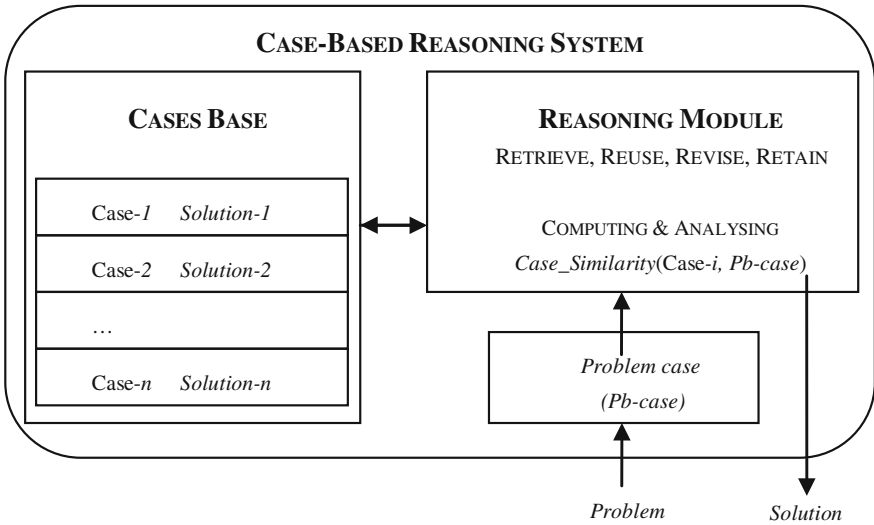 CASE-BASED REASONING SYSTEM
CASES BASE
Case-1 Solution-1
Case-2 Solution-2
…
Case-n Solution-n
REASONING MODULE
RETRIEVE, REUSE, REVISE, RETAIN
COMPUTING & ANALYSING
Case_Similarity(Case-i, Pb-case)
Problem case
(Pb-case)
Problem
Solution